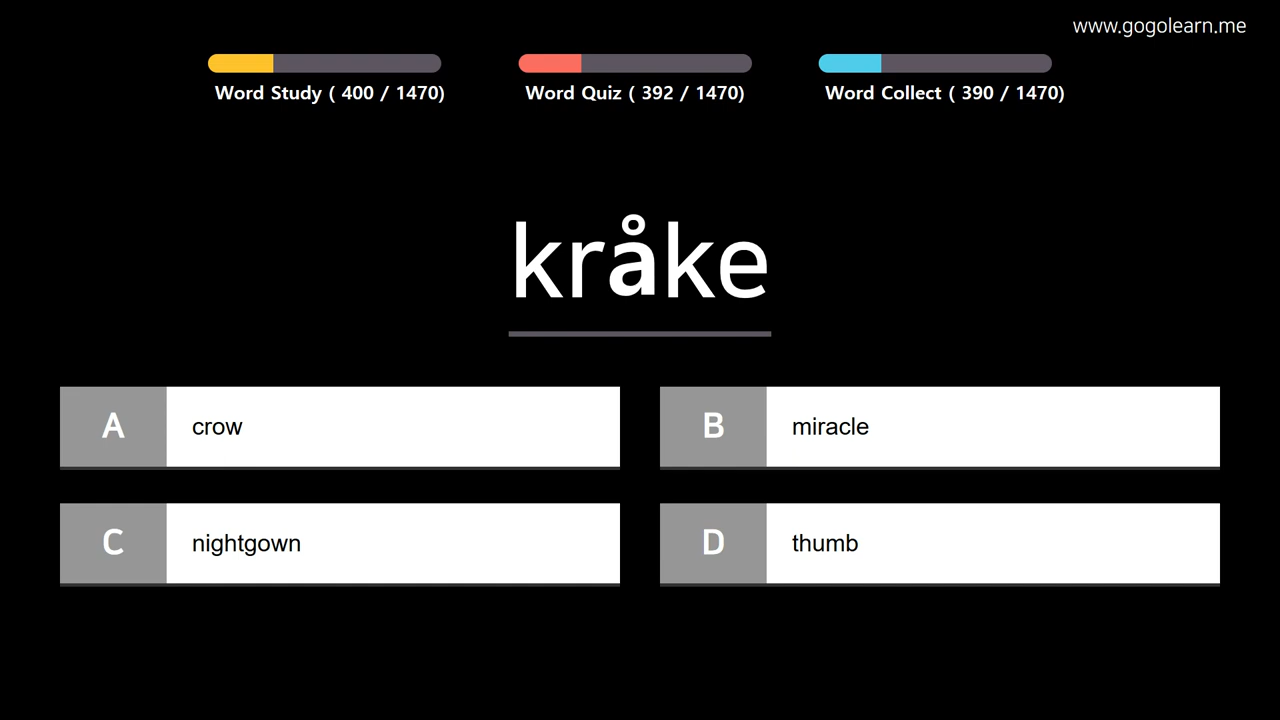 www.gogolearn.me
Word Study ( 400 / 1470)
Word Quiz ( 392 / 1470)
Word Collect ( 390 / 1470)
kråke
A
crow
B
miracle
C
nightgown
D
thumb